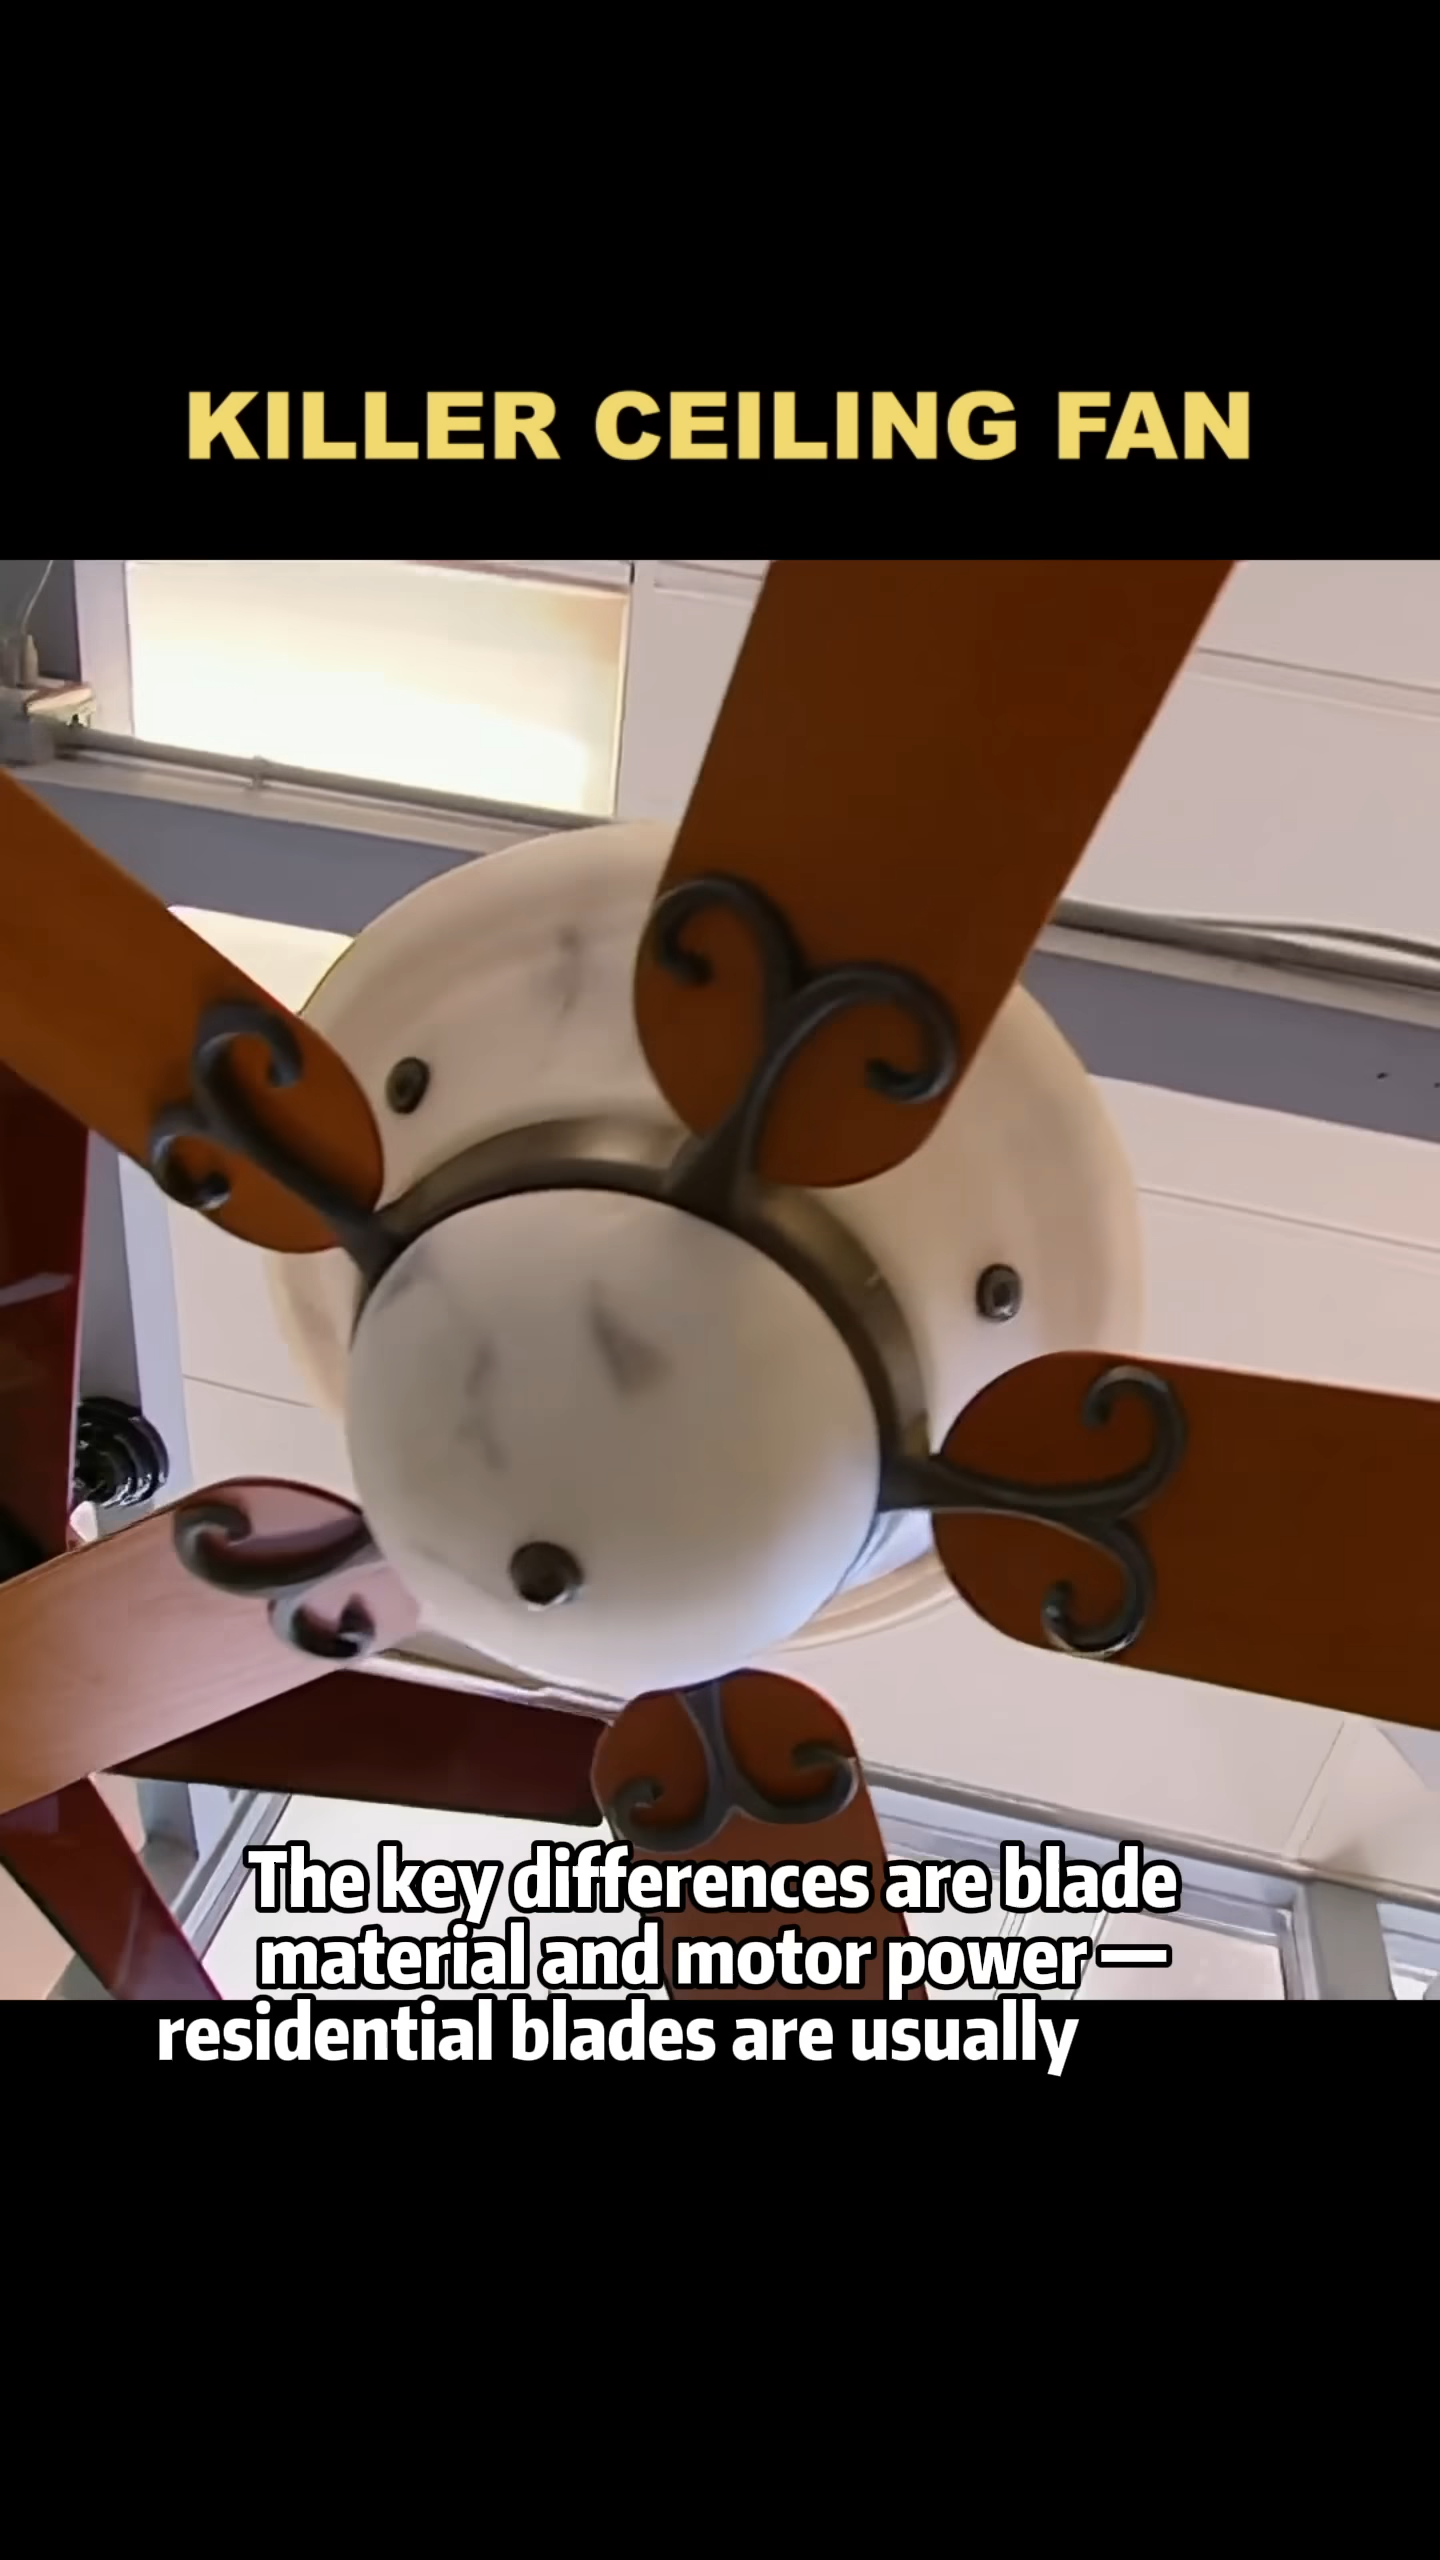 KILLER CEILING FAN
The key differences are blade
material and motor power —
residential blades are usually